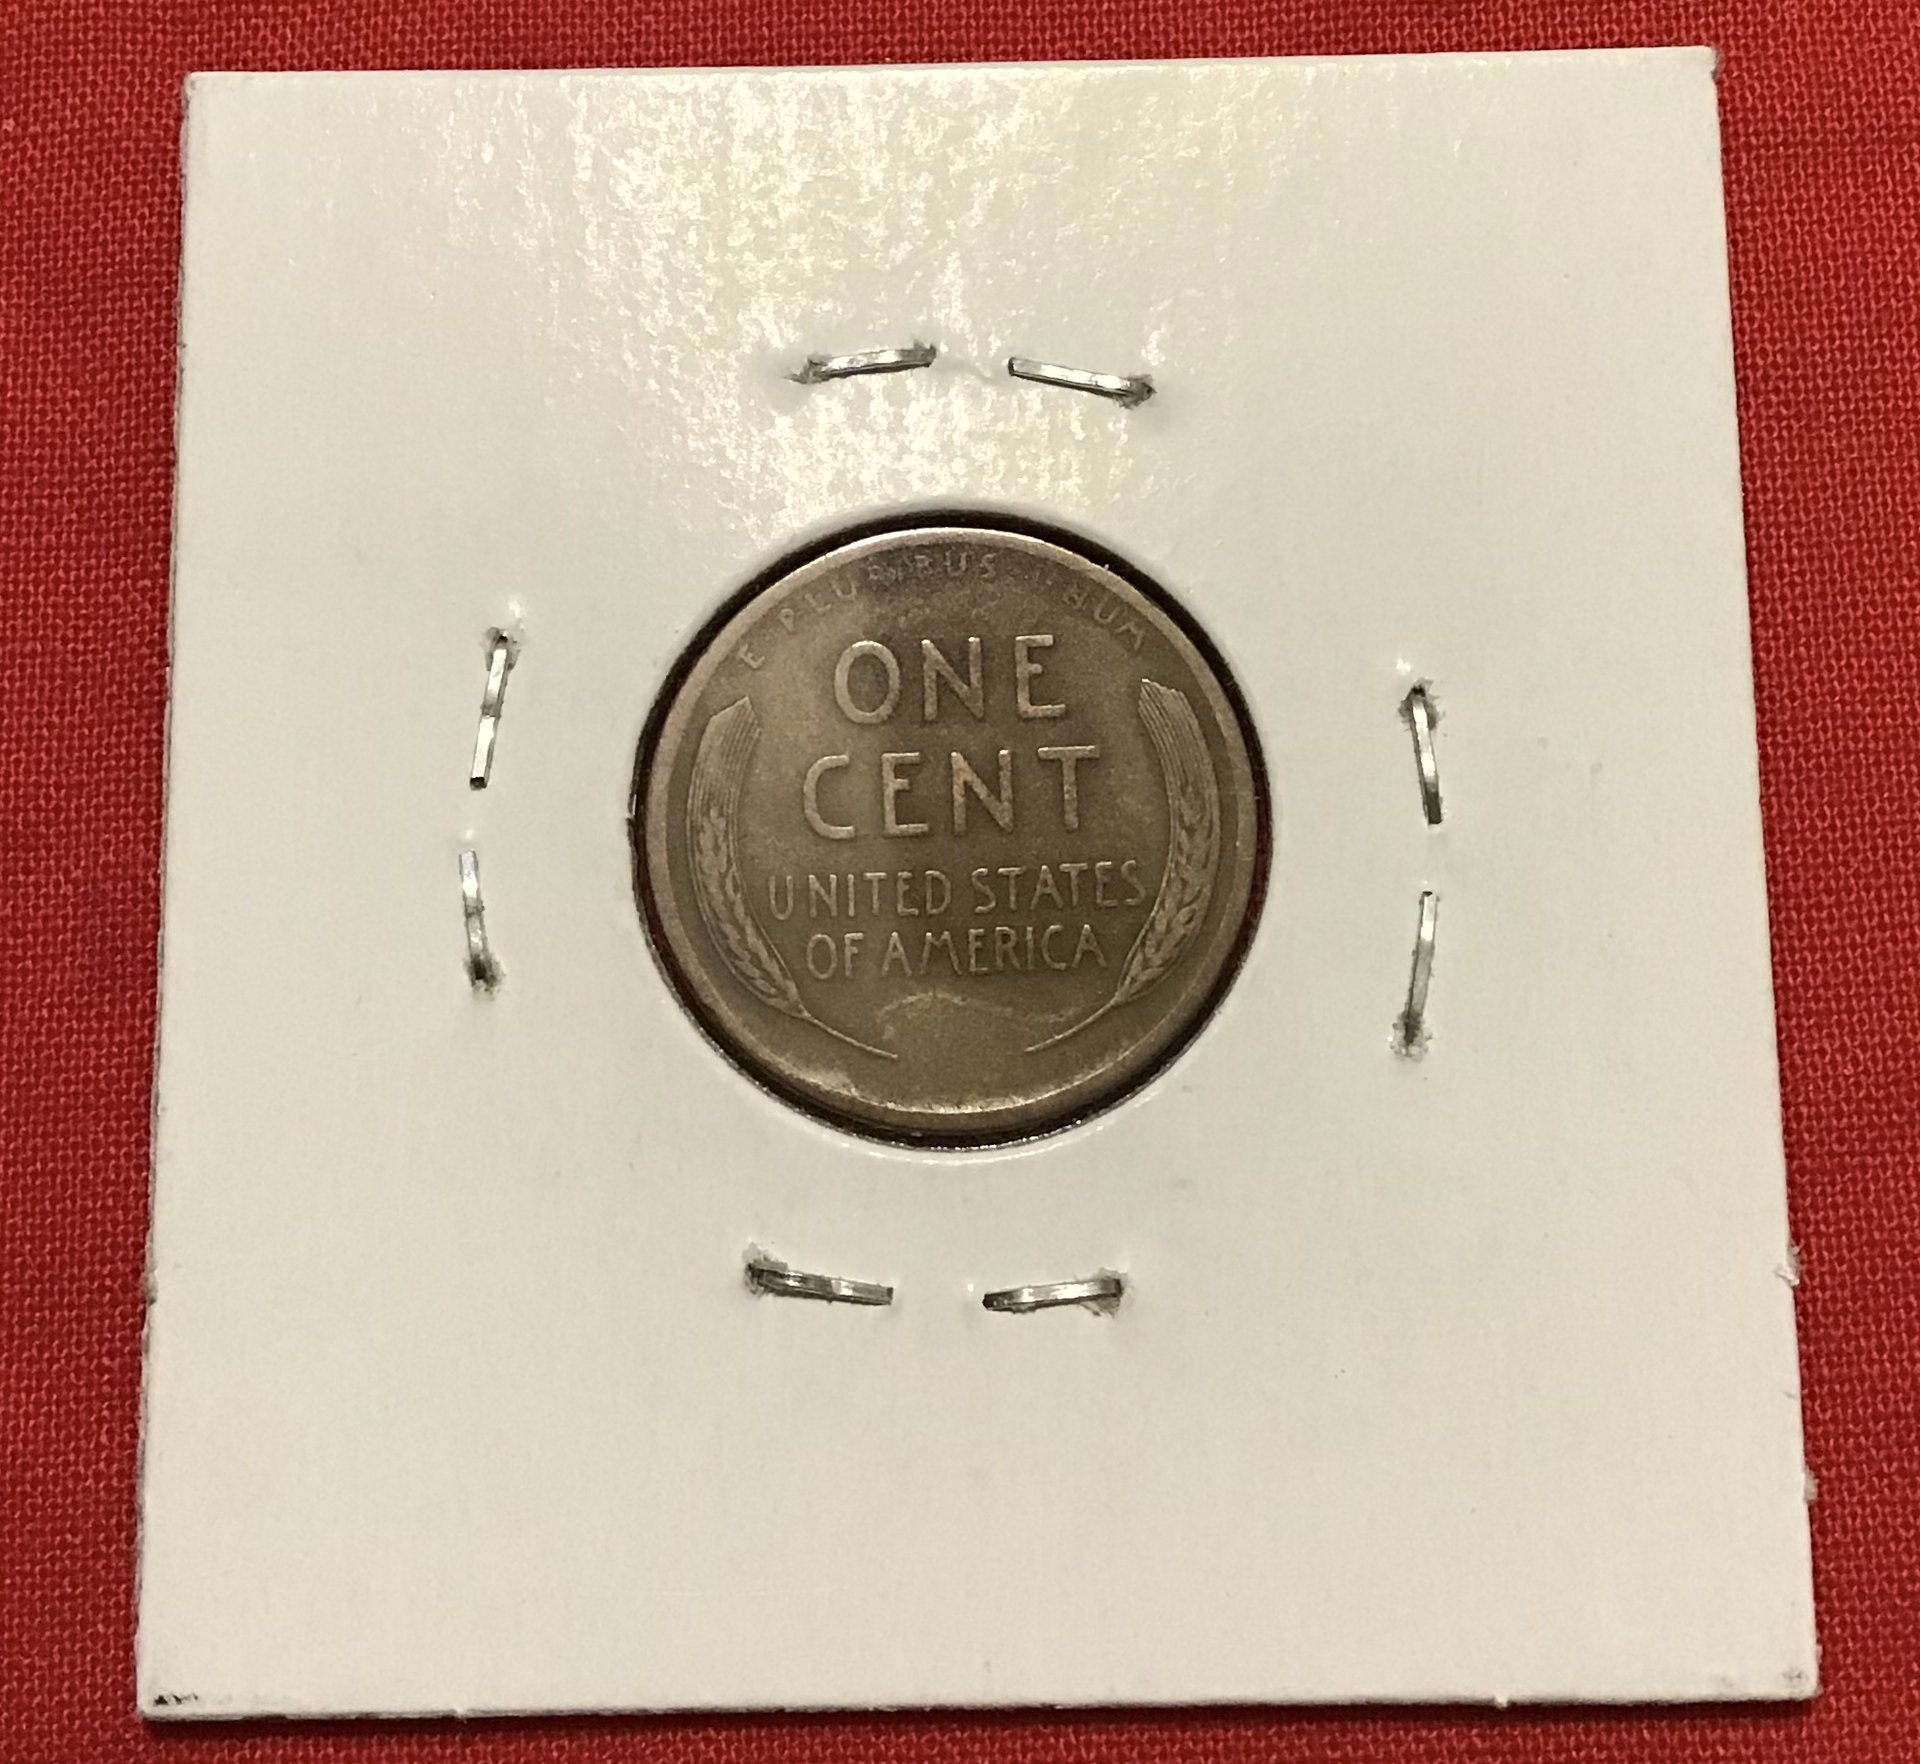 E PLURIBUS UNUM
ONE
CENT
UNITED STATES
OF AMERICA